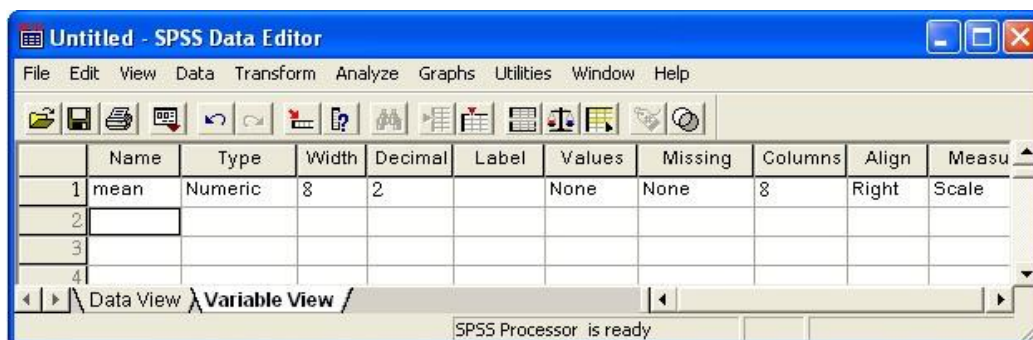 Untitled - SPSS Data Editor
File Edit View Data Transform Analyze Graphs Utilities Window Help
Name Type Width Decimal Label Values Missing Columns Align Measu
1 mean Numeric 8 2 None None 8 Right Scale
2
3
4
Data View Variable View
SPSS Processor is ready